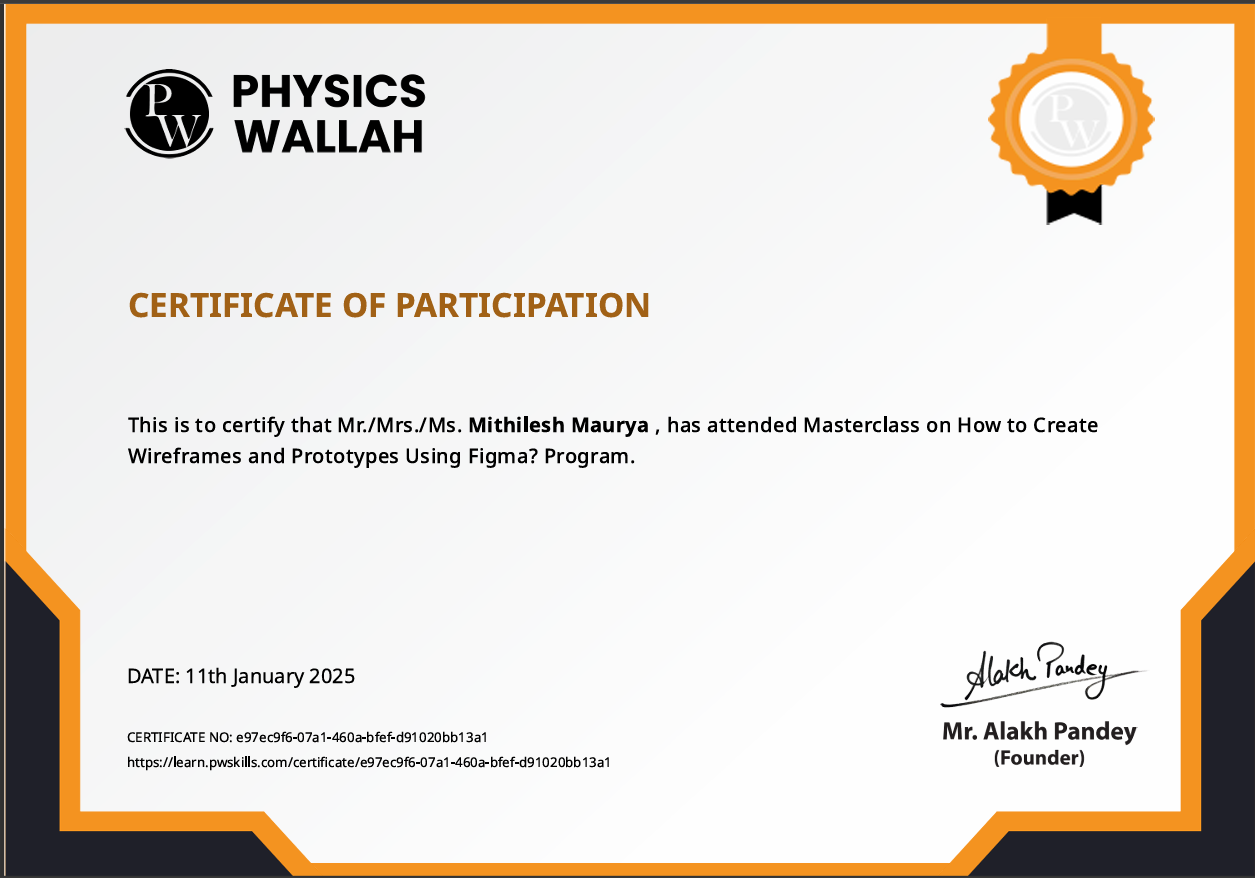 PW
PHYSICS
WALLAH
PW
CERTIFICATE OF PARTICIPATION
This is to certify that Mr./Mrs./Ms. Mithilesh Maurya , has attended Masterclass on How to Create
Wireframes and Prototypes Using Figma? Program.
DATE: 11th January 2025
CERTIFICATE NO: e97ec9f6-07a1-460a-bfef-d91020bb13a1
https://learn.pwskills.com/certificate/e97ec9f6-07a1-460a-bfef-d91020bb13a1
Alakh Pandey
Mr. Alakh Pandey
(Founder)